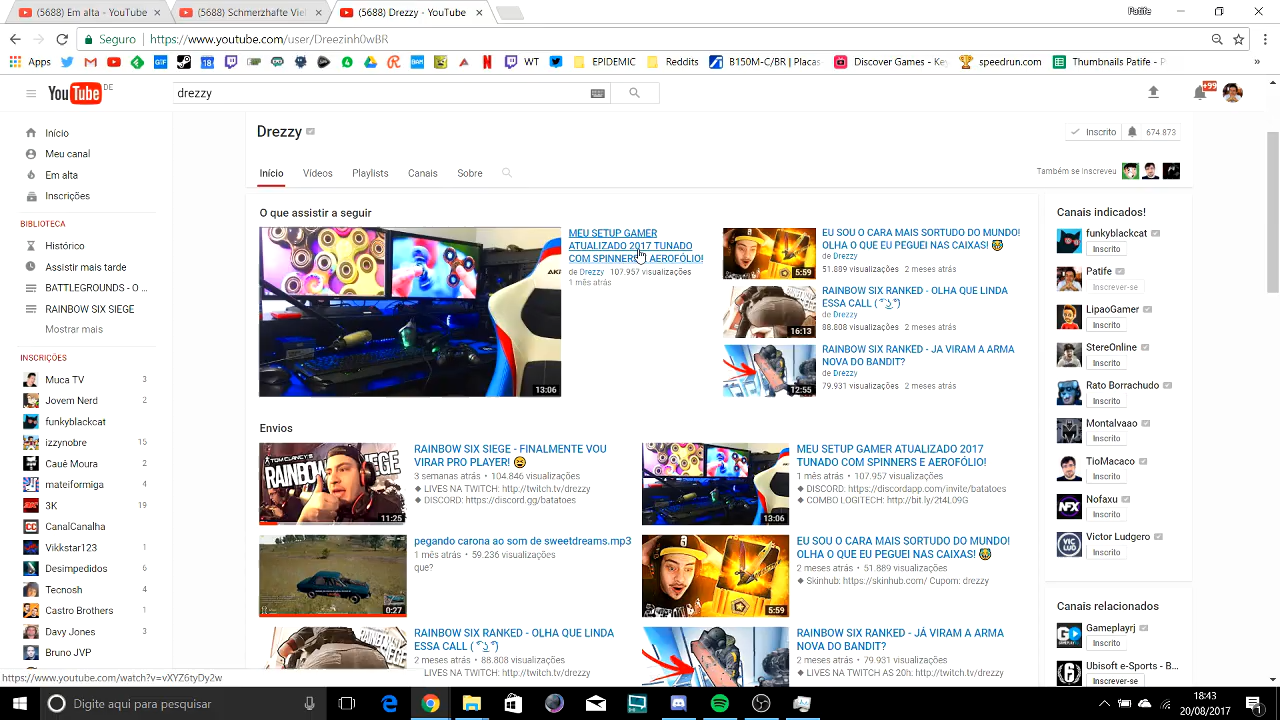 (5688) EAI MANO - YouT
(5688) Schmerzhafte Viel
(5688) Drezzy - YouTube
Patife
Seguro
https://www.youtube.com/user/Dreezinh0wBR
Apps
WT
EPIDEMIC
Reddits
B150M-C/BR | Placas
Discover Games - Key
speedrun.com
Thumbnails Patife - P
YouTube DE
drezzy
+99
Início
Meu canal
Em alta
Inscrições
BIBLIOTECA
Histórico
Assistir mais tarde
BATTLEGROUNDS - O ...
RAINBOW SIX SIEGE
Mostrar mais
INSCRIÇÕES
Muca TV 3
Jovem Nerd 2
funkyblackcat
izzynobre 15
Cauê Moura 2
mateiformiga 4
3K 19
CanalCanalha
Vikkstar123 1
Desimpedidos 6
Tecnosh 4
Castro Brothers 1
Davy Jones 3
Bruno JVP
Drezzy
Inscrito 674.873
Início Vídeos Playlists Canais Sobre
Também se inscreveu
O que assistir a seguir
13:06
MEU SETUP GAMER
ATUALIZADO 2017 TUNADO
COM SPINNERS E AEROFÓLIO!
de Drezzy 107.957 visualizações
1 mês atrás
5:59
EU SOU O CARA MAIS SORTUDO DO MUNDO!
OLHA O QUE EU PEGUEI NAS CAIXAS! 🐯
de Drezzy
51.889 visualizações 2 meses atrás
16:13
RAINBOW SIX RANKED - OLHA QUE LINDA
ESSA CALL ( ͡° ͜ʖ ͡°)
de Drezzy
88.808 visualizações 2 meses atrás
12:55
RAINBOW SIX RANKED - JÁ VIRAM A ARMA
NOVA DO BANDIT?
de Drezzy
79.931 visualizações 2 meses atrás
Envios
TOM CLANCY'S
RAINBOW SIEGE
11:25
RAINBOW SIX SIEGE - FINALMENTE VOU
VIRAR PRO PLAYER! 😄
3 semanas atrás • 104.846 visualizações
◆ LIVES NA TWITCH: http://twitch.tv/drezzy
◆ DISCORD: https://discord.gg/batatoes
13:06
MEU SETUP GAMER ATUALIZADO 2017
TUNADO COM SPINNERS E AEROFÓLIO!
1 mês atrás • 107.957 visualizações
◆ DISCORD: https://discordapp.com/invite/batatoes
◆ COMBO LOGITECH: http://bit.ly/2t4L09G
0:27
pegando carona ao som de sweetdreams.mp3
1 mês atrás • 59.236 visualizações
que?
5:59
EU SOU O CARA MAIS SORTUDO DO MUNDO!
OLHA O QUE EU PEGUEI NAS CAIXAS! 🐯
2 meses atrás • 51.889 visualizações
◆ Skinhub: https://skinhub.com/ Cupom: drezzy
RAINBOW SIX RANKED - OLHA QUE LINDA
ESSA CALL ( ͡° ͜ʖ ͡°)
2 meses atrás • 88.808 visualizações
LIVES NA TWITCH: http://twitch.tv/drezzy
RAINBOW SIX RANKED - JÁ VIRAM A ARMA
NOVA DO BANDIT?
2 meses atrás • 79.931 visualizações
◆ LIVES NA TWITCH AS 20h: http://twitch.tv/drezzy
Canais indicados!
funkyblackcat
Inscrito
Patife
Inscrever-se
LipaoGamer
Inscrito
StereOnline
Inscrito
Rato Borrachudo
Inscrito
Montalvaao
Inscrito
TioMacaco
Inscrito
Nofaxu
Inscrito
Victor Ludgero
Inscrito
Canais relacionados
Gameplayrj
Inscrito
Ubisoft e-Sports - B...
Inscrever-se
https://www.youtube.com/watch?v=vXYZ6tyDy2w
Digite aqui para pesquisar
18:43
20/08/2017